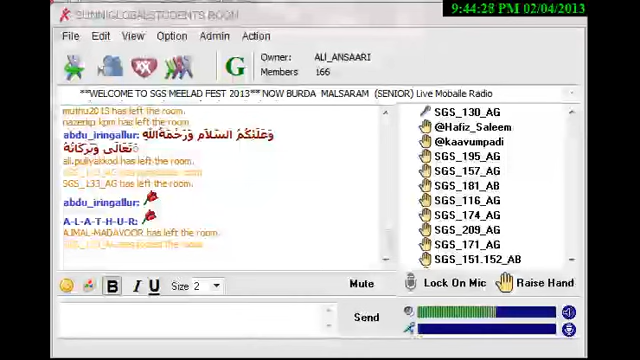 9:44:28 PM 02/04/2013
SUNNIGLOBALSTUDENTS ROOM
File Edit View Option Admin Action
G
Owner: ALI_ANSAARI
Members 166
**WELCOME TO SGS MEELAD FEST 2013** NOW BURDA MALSARAM (SENIOR) Live Mobaile Radio
muthu2013 has left the room.
nazeerkp kpm has left the room.
abdu_iringallur: وَعَلَيْكُمُ السَّلَام وَرَحْمَةُاللهِ
تَعَالَى وَبَرَكَاتُهُ
ali.puliyakkod has left the room.
SGS_133_AG has left the room.
abdu_iringallur:
A-L-A-T-H-U-R:
AJMAL-MADAVOOR has left the room.
SGS_130_AG
@Hafiz_Saleem
@kaavumpadi
SGS_195_AG
SGS_157_AG
SGS_181_AB
SGS_116_AG
SGS_174_AG
SGS_209_AG
SGS_171_AG
SGS_151.152_AB
B I U Size 2 Mute
Lock On Mic Raise Hand
Send